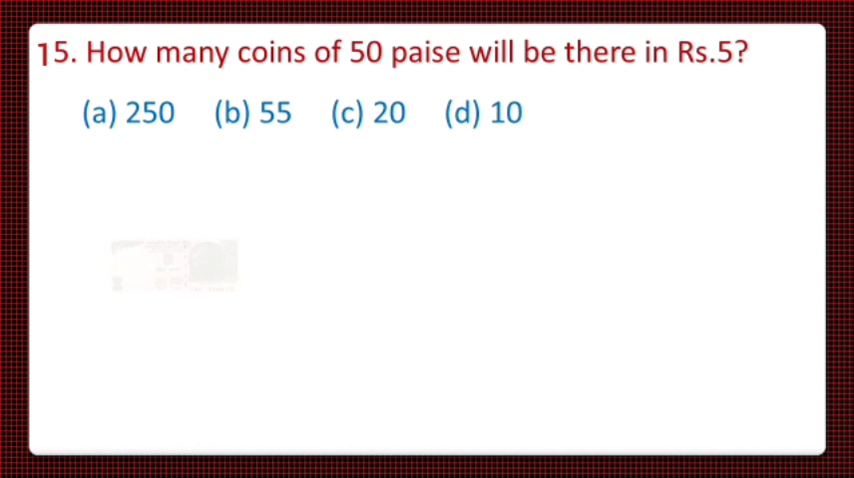 15. How many coins of 50 paise will be there in Rs.5?
(a) 250 (b) 55 (c) 20 (d) 10